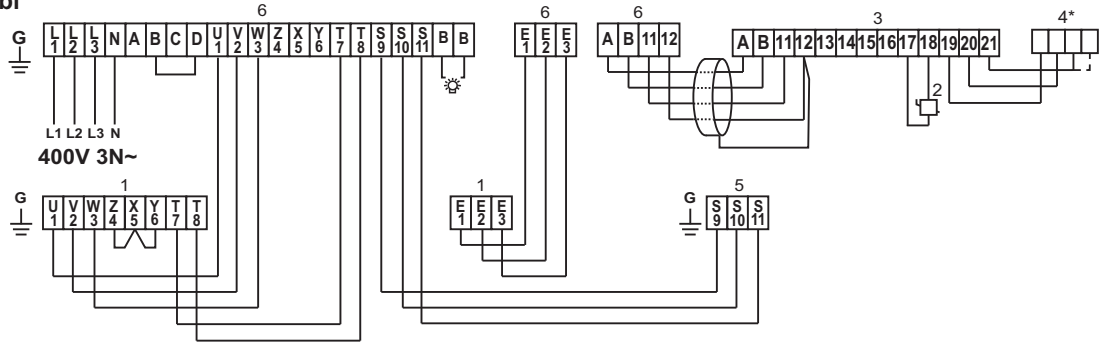 bl
6 6 6 3 4*
G L1 L2 L3 N A B C D U1 V2 W3 Z4 X5 Y6 T7 T8 S9 S10 S11 B B
E1 E2 E3
A B 11 12
A B 11 12 13 14 15 16 17 18 19 20 21
2
L1 L2 L3 N
400V 3N~
1 1 5
G U1 V2 W3 Z4 X5 Y6 T7 T8
E1 E2 E3
G S9 S10 S11